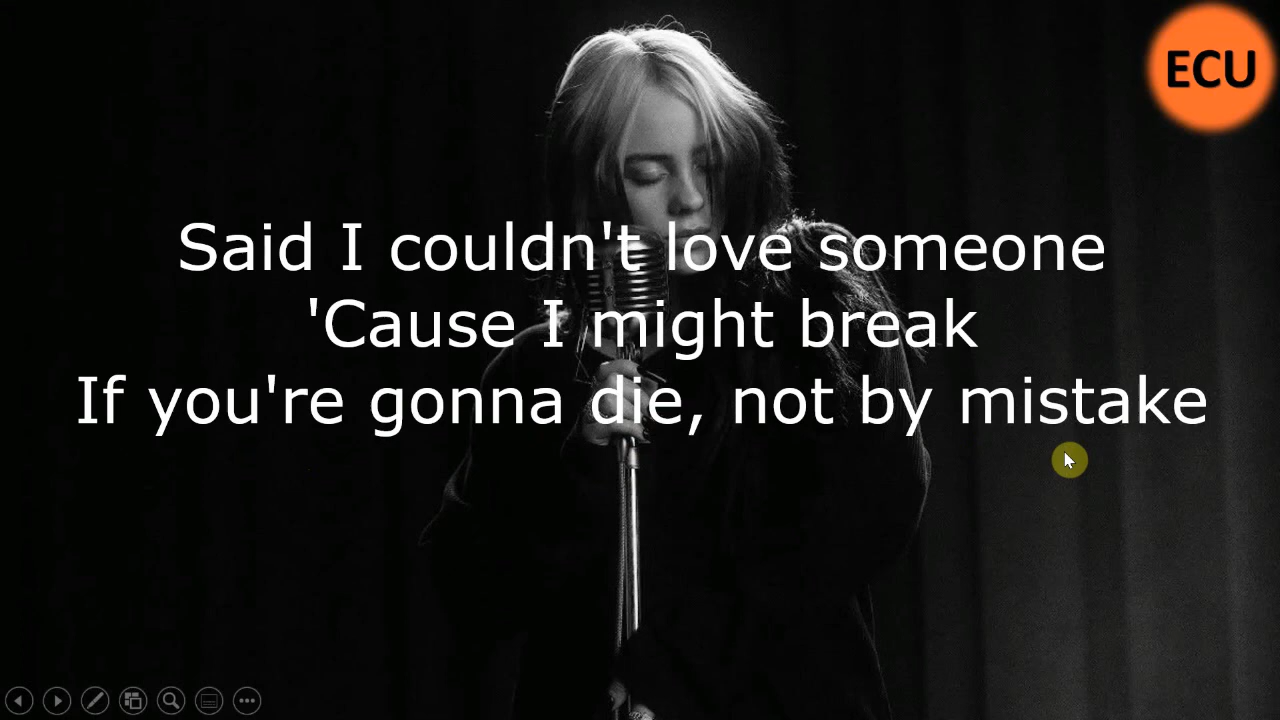 ECU
Said I couldn't love someone
'Cause I might break
If you're gonna die, not by mistake